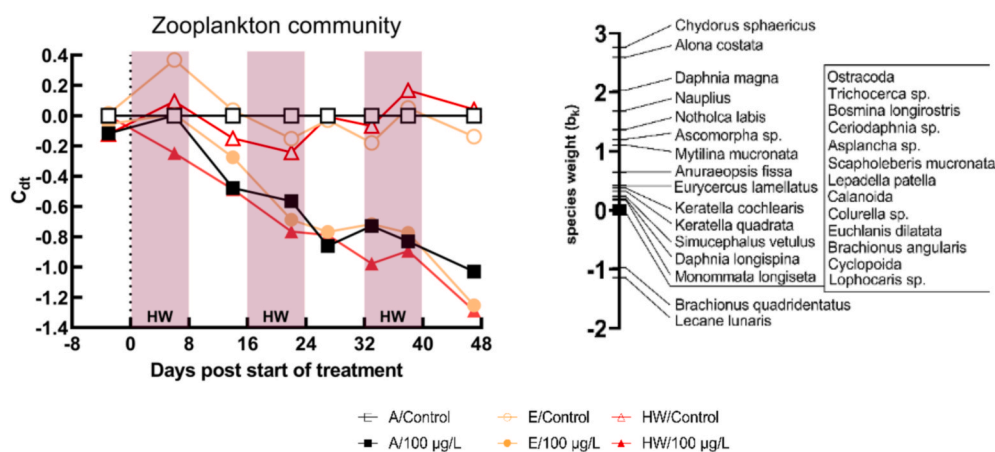 Zooplankton community
0.4
0.2
0.0
-0.2
-0.4
-0.6
-0.8
-1.0
-1.2
-1.4
C_dt
HW
HW
HW
-8 0 8 16 24 32 40 48
Days post start of treatment
species weight (b_k)
3
2
1
0
-1
-2
Chydorus sphaericus
Alona costata
Daphnia magna
Nauplius
Notholca labis
Ascomorpha sp.
Mytilina mucronata
Anuraeopsis fissa
Eurycercus lamellatus
Keratella cochlearis
Keratella quadrata
Simucephalus vetulus
Daphnia longispina
Monommata longiseta
Brachionus quadridentatus
Lecane lunaris
Ostracoda
Trichocerca sp.
Bosmina longirostris
Ceriodaphnia sp.
Asplancha sp.
Scapholeberis mucronata
Lepadella patella
Calanoida
Colurella sp.
Euchlanis dilatata
Brachionus angularis
Cyclopoida
Lophocaris sp.
A/Control E/Control HW/Control
A/100 μg/L E/100 μg/L HW/100 μg/L